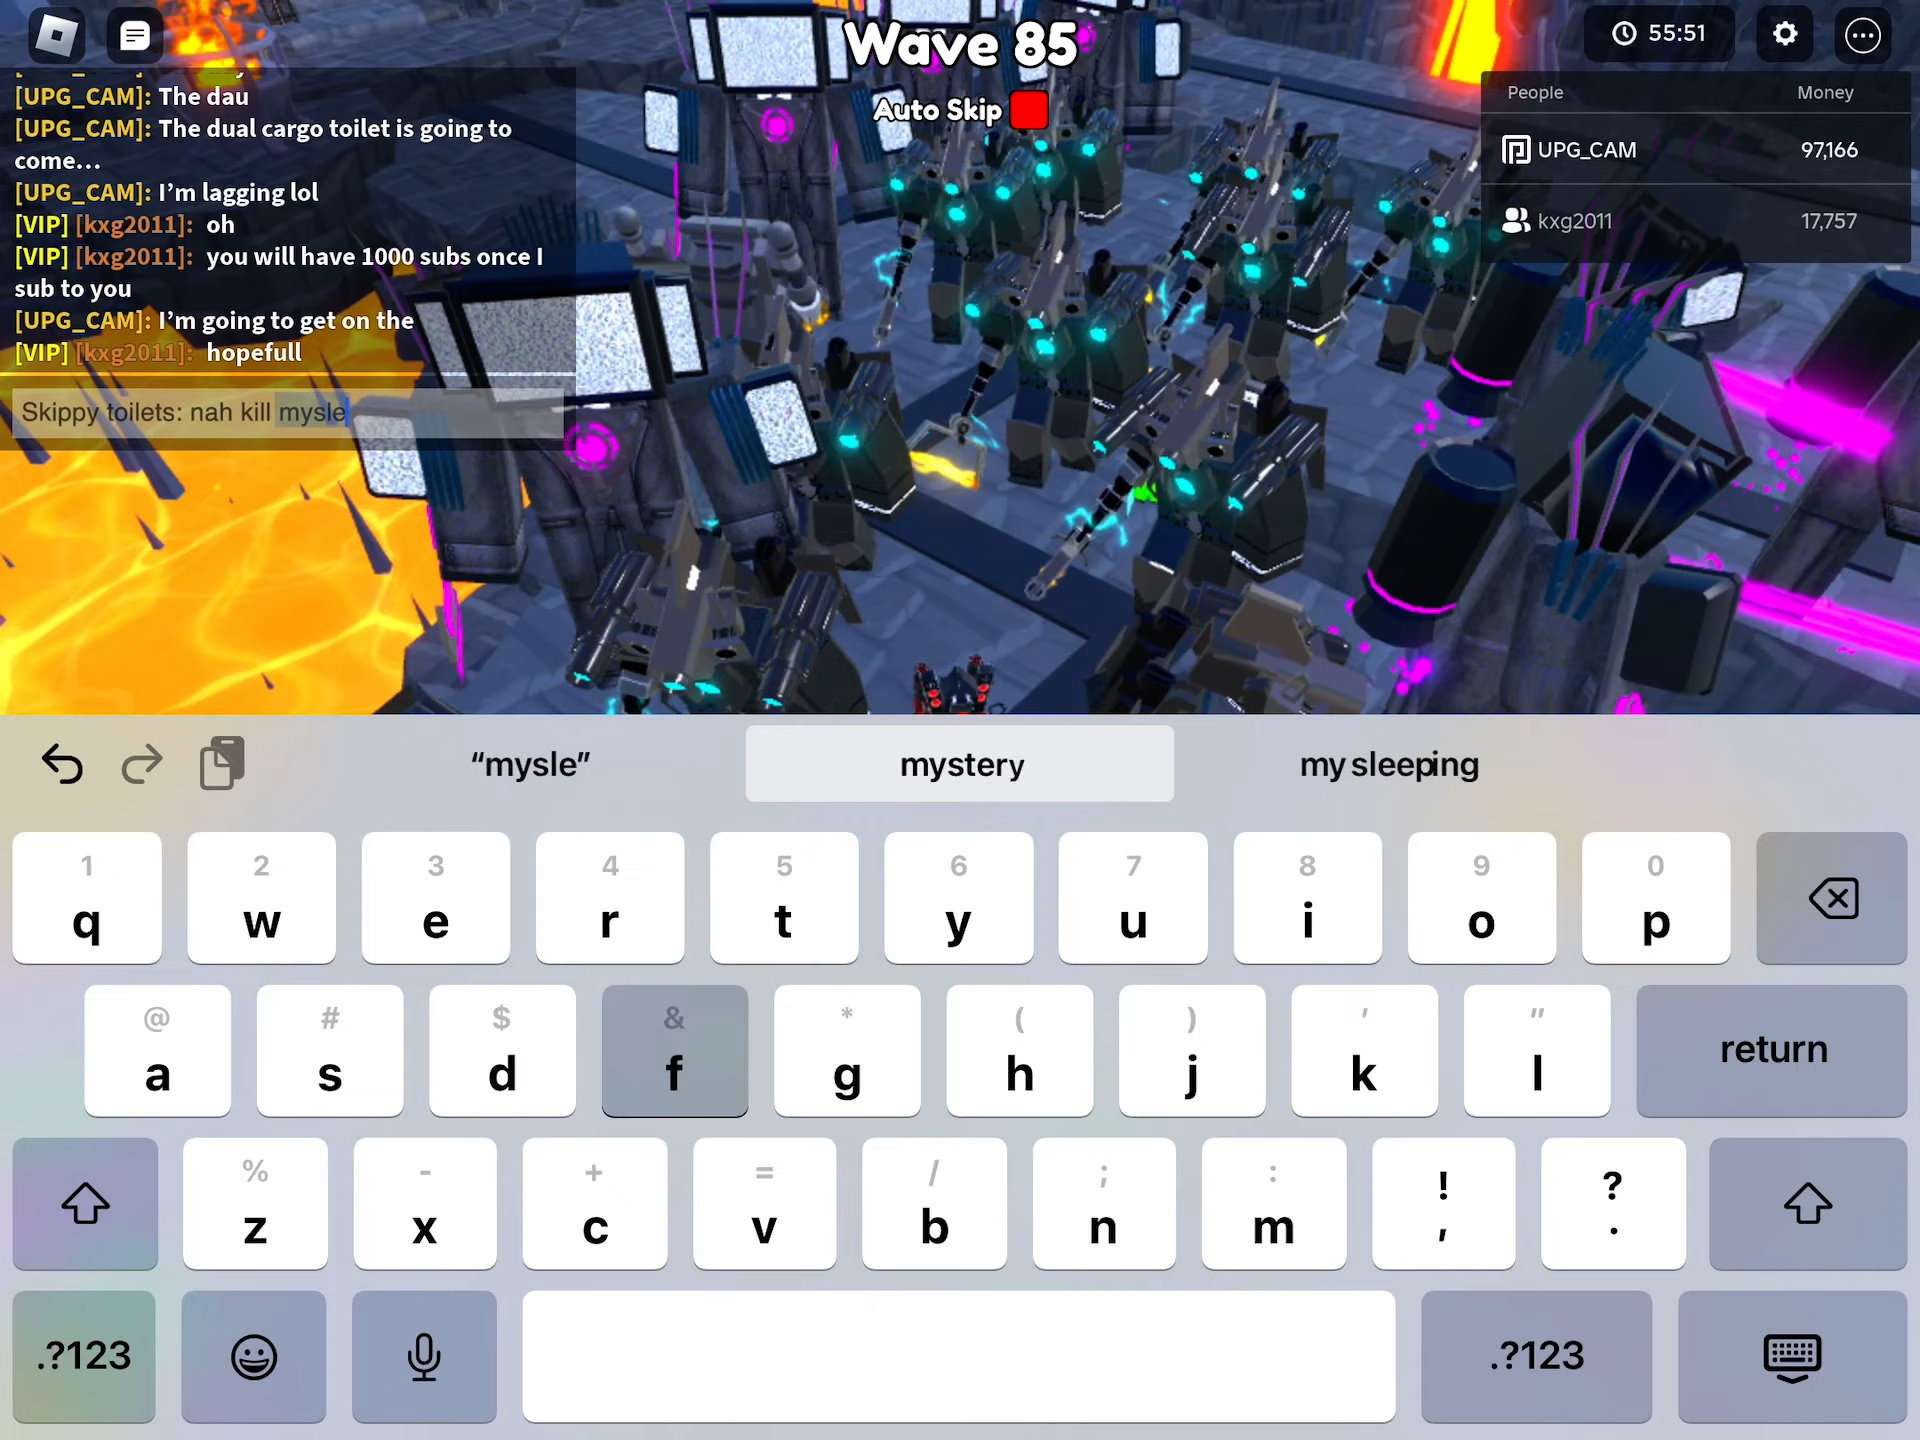 Wave 85
Auto Skip
55:51
People Money
UPG_CAM 97,166
kxg2011 17,757
[UPG_CAM]: The dau
[UPG_CAM]: The dual cargo toilet is going to
come...
[UPG_CAM]: I'm lagging lol
[VIP] [kxg2011]: oh
[VIP] [kxg2011]: you will have 1000 subs once I
sub to you
[UPG_CAM]: I'm going to get on the
[VIP] [kxg2011]: hopefull
Skippy toilets: nah kill mysle
“mysle” mystery my sleeping
1 2 3 4 5 6 7 8 9 0
q w e r t y u i o p
@ # $ & * ( ) ' "
a s d f g h j k l return
% - + = / ; : ! ?
z x c v b n m , .
.?123 .?123